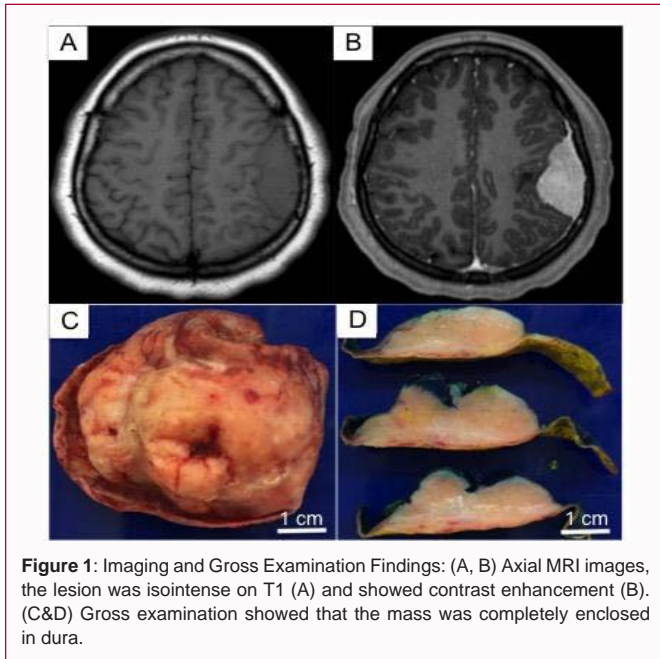 A
B
C
D
1 cm
1 cm
Figure 1: Imaging and Gross Examination Findings: (A, B) Axial MRI images,
the lesion was isointense on T1 (A) and showed contrast enhancement (B).
(C&D) Gross examination showed that the mass was completely enclosed
in dura.